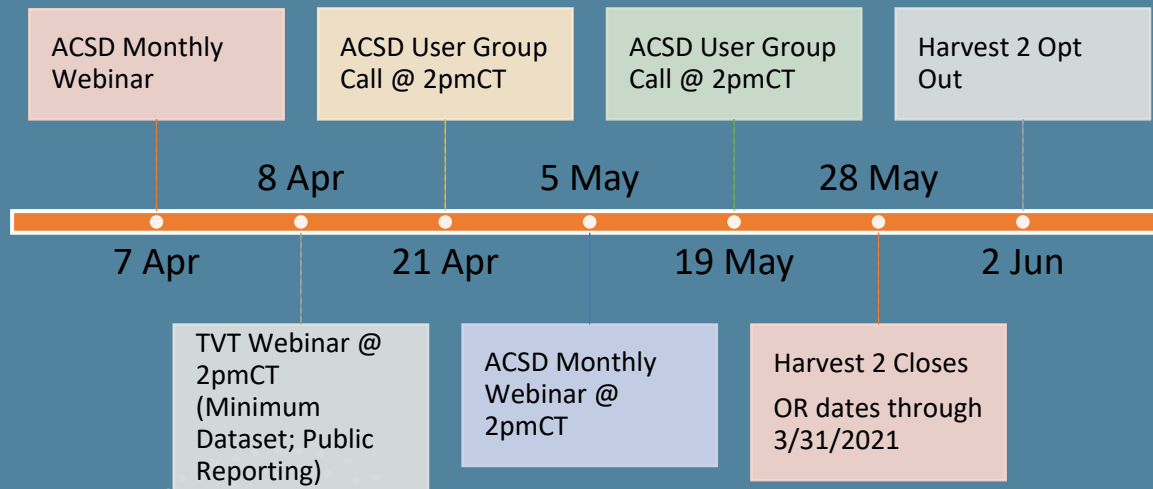 ACSD Monthly
Webinar
ACSD User Group
Call @ 2pmCT
ACSD User Group
Call @ 2pmCT
Harvest 2 Opt
Out
8 Apr
5 May
28 May
7 Apr
21 Apr
19 May
2 Jun
TVT Webinar @
2pmCT
(Minimum
Dataset; Public
Reporting)
ACSD Monthly
Webinar @
2pmCT
Harvest 2 Closes
OR dates through
3/31/2021